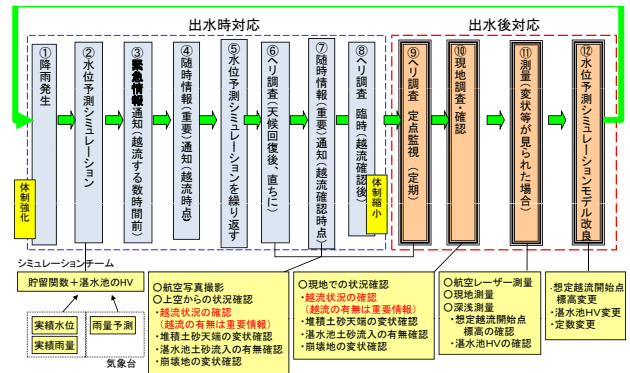 出水時対応
出水後対応
①降雨発生
②水位予測シミュレーション
③緊急情報通知(越流する数時間前)
④随時情報(重要)通知(越流時点)
⑤水位予測シミュレーションを繰り返す
⑥ヘリ調査(天候回復後、直ちに)
⑦随時情報(重要)通知(越流確認時点)
⑧ヘリ調査 臨時(越流確認後)
⑨ヘリ調査 定点監視(定期)
⑩現地調査・確認
⑪測量(変状等が見られた場合)
⑫水位予測シミュレーションモデル改良
体制強化
体制縮小
シミュレーションチーム
貯留関数+湛水池のHV
実績水位
実績雨量
雨量予測
気象台
○航空写真撮影
○上空からの状況確認
・越流状況の確認
(越流の有無は重要情報)
・堆積土砂天端の変状確認
・湛水池土砂流入の有無確認
・崩壊地の変状確認
○現地での状況確認
・越流状況の確認
(越流の有無は重要情報)
・堆積土砂天端の変状確認
・湛水池土砂流入の有無確認
・崩壊地の変状確認
○航空レーザー測量
○現地測量
○深浅測量
・想定越流開始点
標高の確認
・湛水池HVの確認
・想定越流開始点
標高変更
・湛水池HV変更
・定数変更